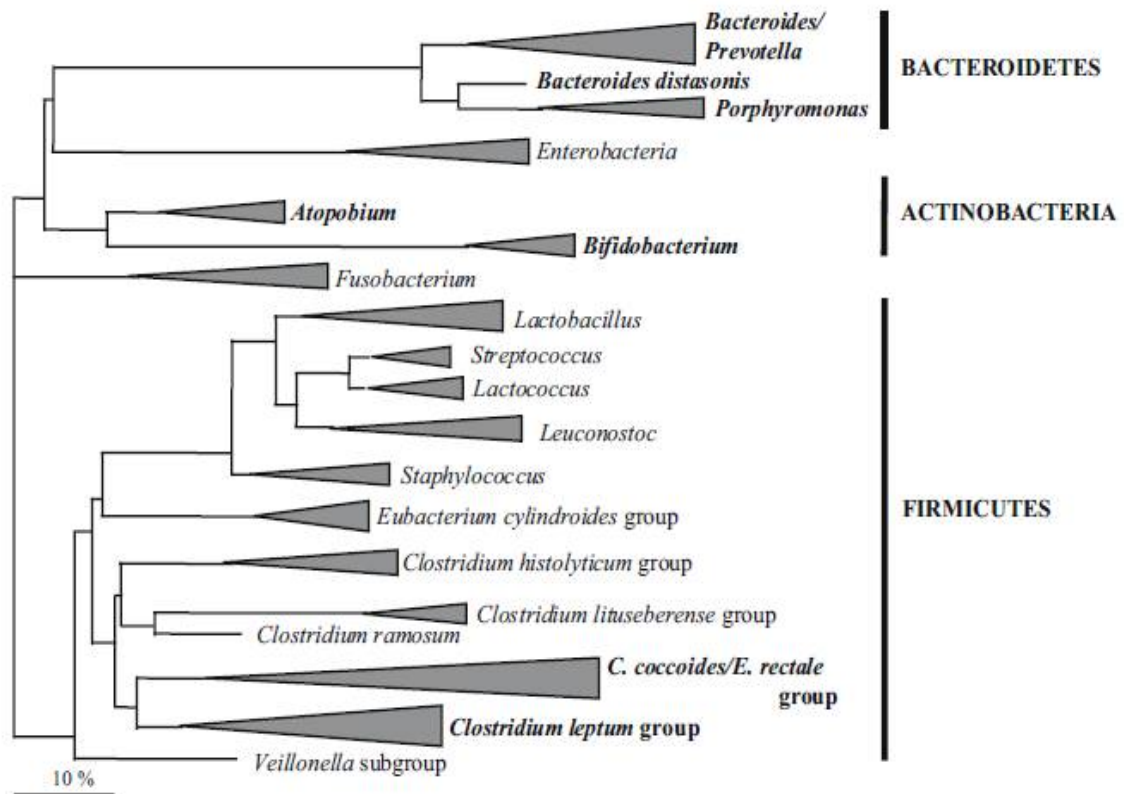 Bacteroides/
Prevotella
BACTEROIDETES
Bacteroides distasonis
Porphyromonas
Enterobacteria
Atopobium
ACTINOBACTERIA
Bifidobacterium
Fusobacterium
Lactobacillus
Streptococcus
Lactococcus
Leuconostoc
Staphylococcus
FIRMICUTES
Eubacterium cylindroides group
Clostridium histolyticum group
Clostridium lituseberense group
Clostridium ramosum
C. coccoides/E. rectale
group
Clostridium leptum group
Veillonella subgroup
10 %